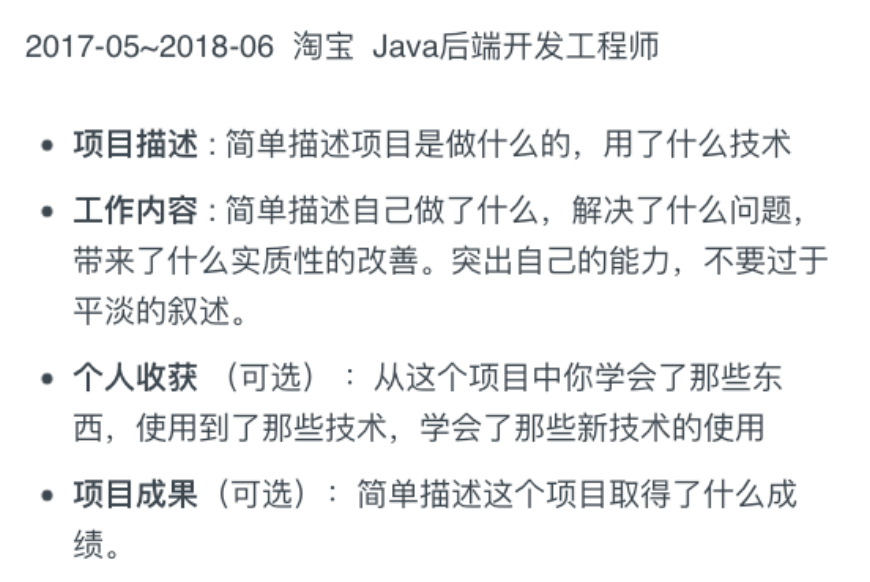 2017-05~2018-06 淘宝 Java后端开发工程师
• 项目描述 : 简单描述项目是做什么的，用了什么技术
• 工作内容 : 简单描述自己做了什么，解决了什么问题，
带来了什么实质性的改善。突出自己的能力，不要过于
平淡的叙述。
• 个人收获 （可选） ： 从这个项目中你学会了那些东
西，使用到了那些技术，学会了那些新技术的使用
• 项目成果（可选）： 简单描述这个项目取得了什么成
绩。